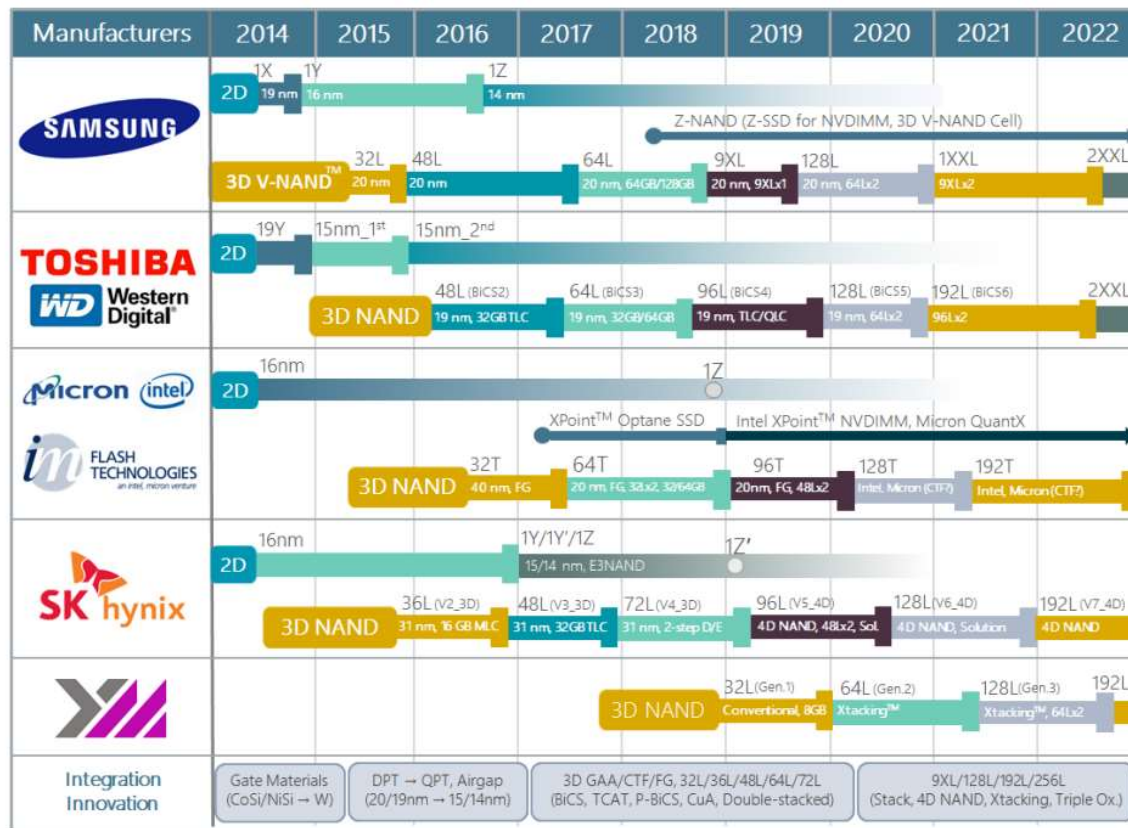 Manufacturers 2014 2015 2016 2017 2018 2019 2020 2021 2022
SAMSUNG
1X 1Y 1Z
2D 19 nm 16 nm 14 nm
Z-NAND (Z-SSD for NVDIMM, 3D V-NAND Cell)
32L 48L 64L 9XL 128L 1XXL 2XXL
3D V-NAND™ 20 nm 20 nm 20 nm, 64GB/128GB 20 nm, 9XLx1 20 nm, 64Lx2 9XLx2
TOSHIBA
WD Western Digital®
19Y 15nm_1st 15nm_2nd
2D
48L (BiCS2) 64L (BiCS3) 96L (BiCS4) 128L (BiCS5) 192L (BiCS6) 2XXL
3D NAND 19 nm, 32GB TLC 19 nm, 32GB/64GB 19 nm, TLC/QLC 19 nm, 64Lx2 96Lx2
Micron intel
im FLASH TECHNOLOGIES
an intel, micron venture
16nm 1Z
2D
XPoint™ Optane SSD Intel XPoint™ NVDIMM, Micron QuantX
32T 64T 96T 128T 192T
3D NAND 40 nm, FG 20 nm, FG, 32Lx2, 32/64GB 20nm, FG, 48Lx2 Intel, Micron (CTF?) Intel, Micron (CTF?)
SK hynix
16nm 1Y/1Y'/1Z 1Z'
2D 15/14 nm, E3NAND
36L (V2_3D) 48L (V3_3D) 72L (V4_3D) 96L (V5_4D) 128L (V6_4D) 192L (V7_4D)
3D NAND 31 nm, 16 GB MLC 31 nm, 32GB TLC 31 nm, 2-step D/E 4D NAND, 48Lx2, Sol. 4D NAND, Solution 4D NAND
32L (Gen.1) 64L (Gen.2) 128L (Gen.3) 192L
3D NAND Conventional, 8GB Xtacking™ Xtacking™, 64Lx2
Integration Innovation
Gate Materials
(CoSi/NiSi → W)
DPT → QPT, Airgap
(20/19nm → 15/14nm)
3D GAA/CTF/FG, 32L/36L/48L/64L/72L
(BiCS, TCAT, P-BiCS, CuA, Double-stacked)
9XL/128L/192L/256L
(Stack, 4D NAND, Xtacking, Triple Ox.)